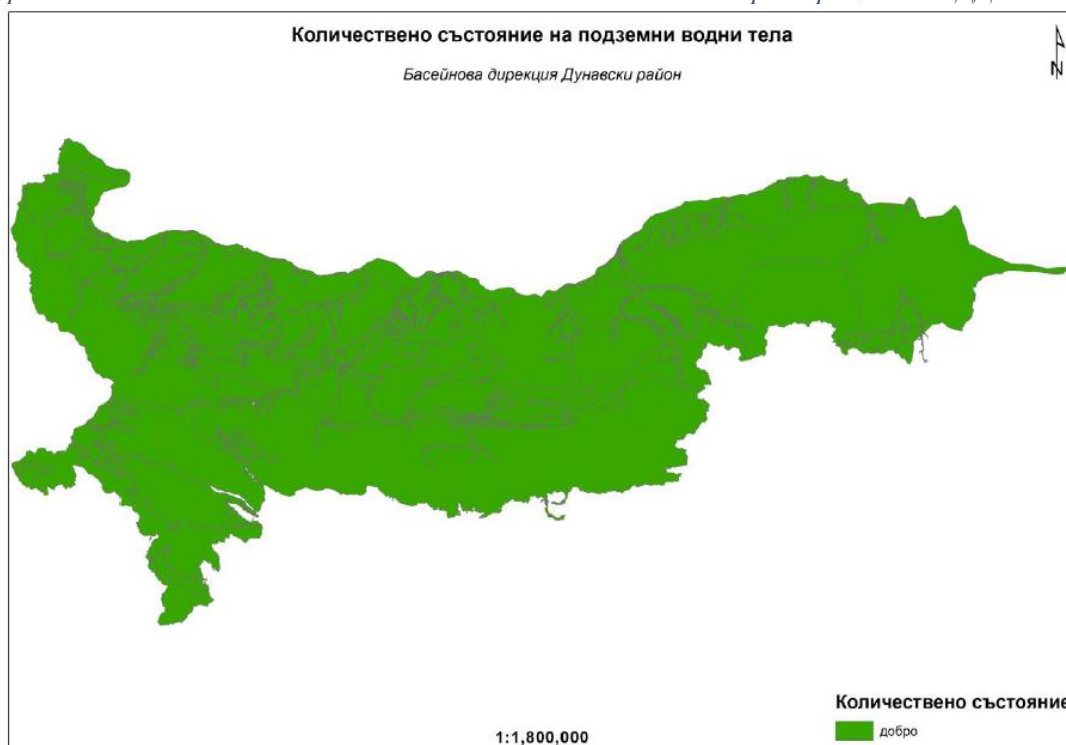 Количествено състояние на подземни водни тела
Басейнова дирекция Дунавски район
N
Количествено състояние
добро
1:1,800,000